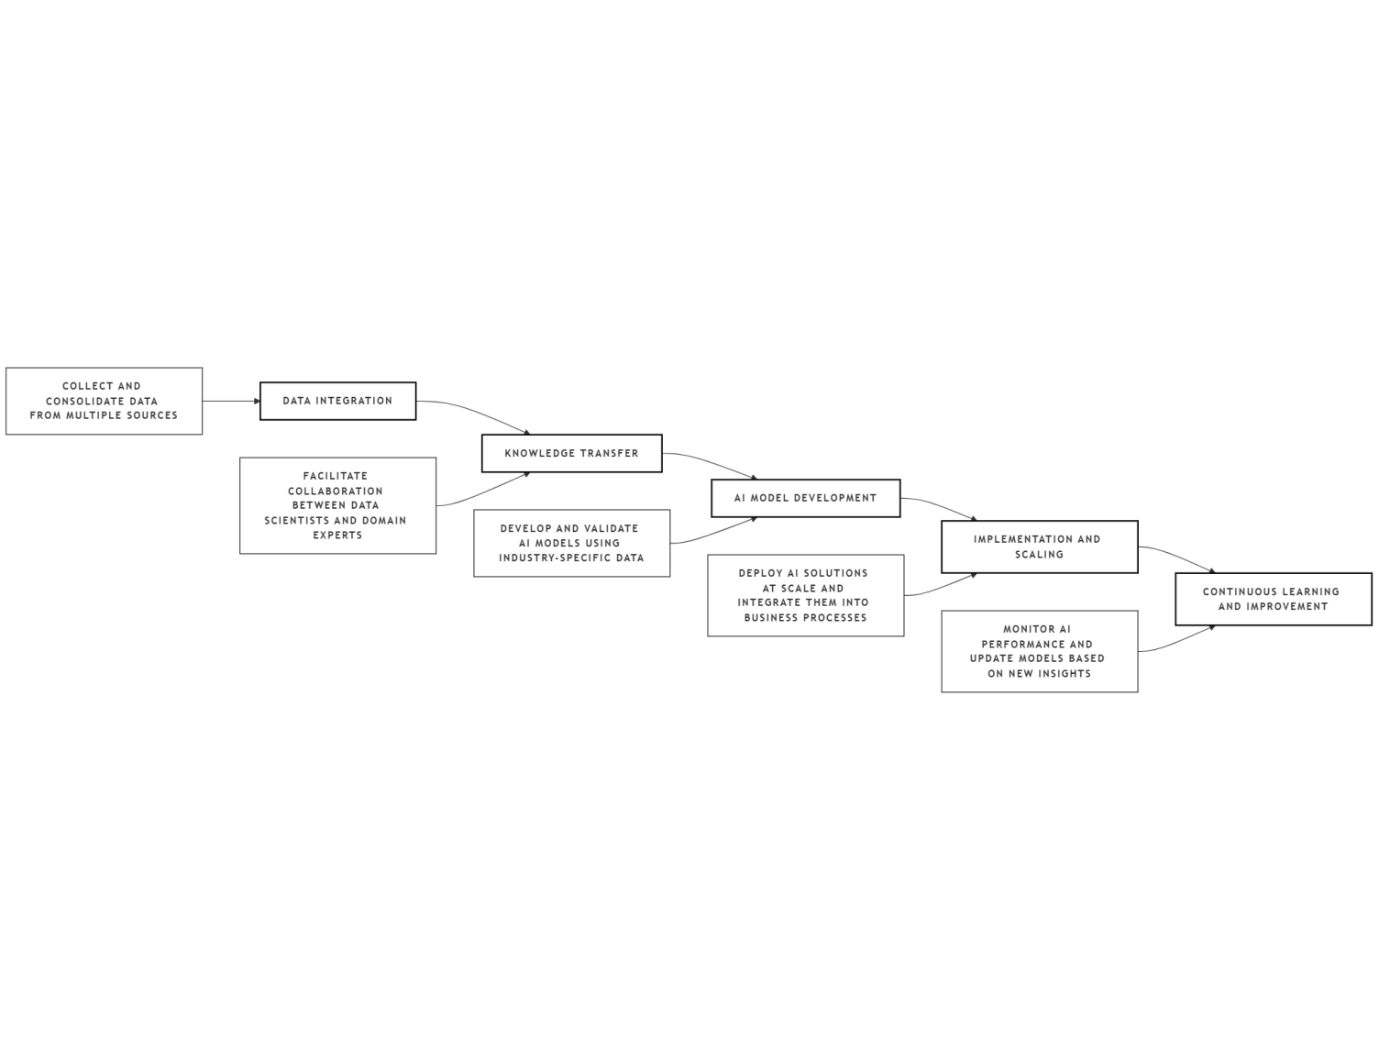 COLLECT AND
CONSOLIDATE DATA
FROM MULTIPLE SOURCES
DATA INTEGRATION
FACILITATE
COLLABORATION
BETWEEN DATA
SCIENTISTS AND DOMAIN
EXPERTS
KNOWLEDGE TRANSFER
DEVELOP AND VALIDATE
AI MODELS USING
INDUSTRY-SPECIFIC DATA
AI MODEL DEVELOPMENT
DEPLOY AI SOLUTIONS
AT SCALE AND
INTEGRATE THEM INTO
BUSINESS PROCESSES
IMPLEMENTATION AND
SCALING
MONITOR AI
PERFORMANCE AND
UPDATE MODELS BASED
ON NEW INSIGHTS
CONTINUOUS LEARNING
AND IMPROVEMENT